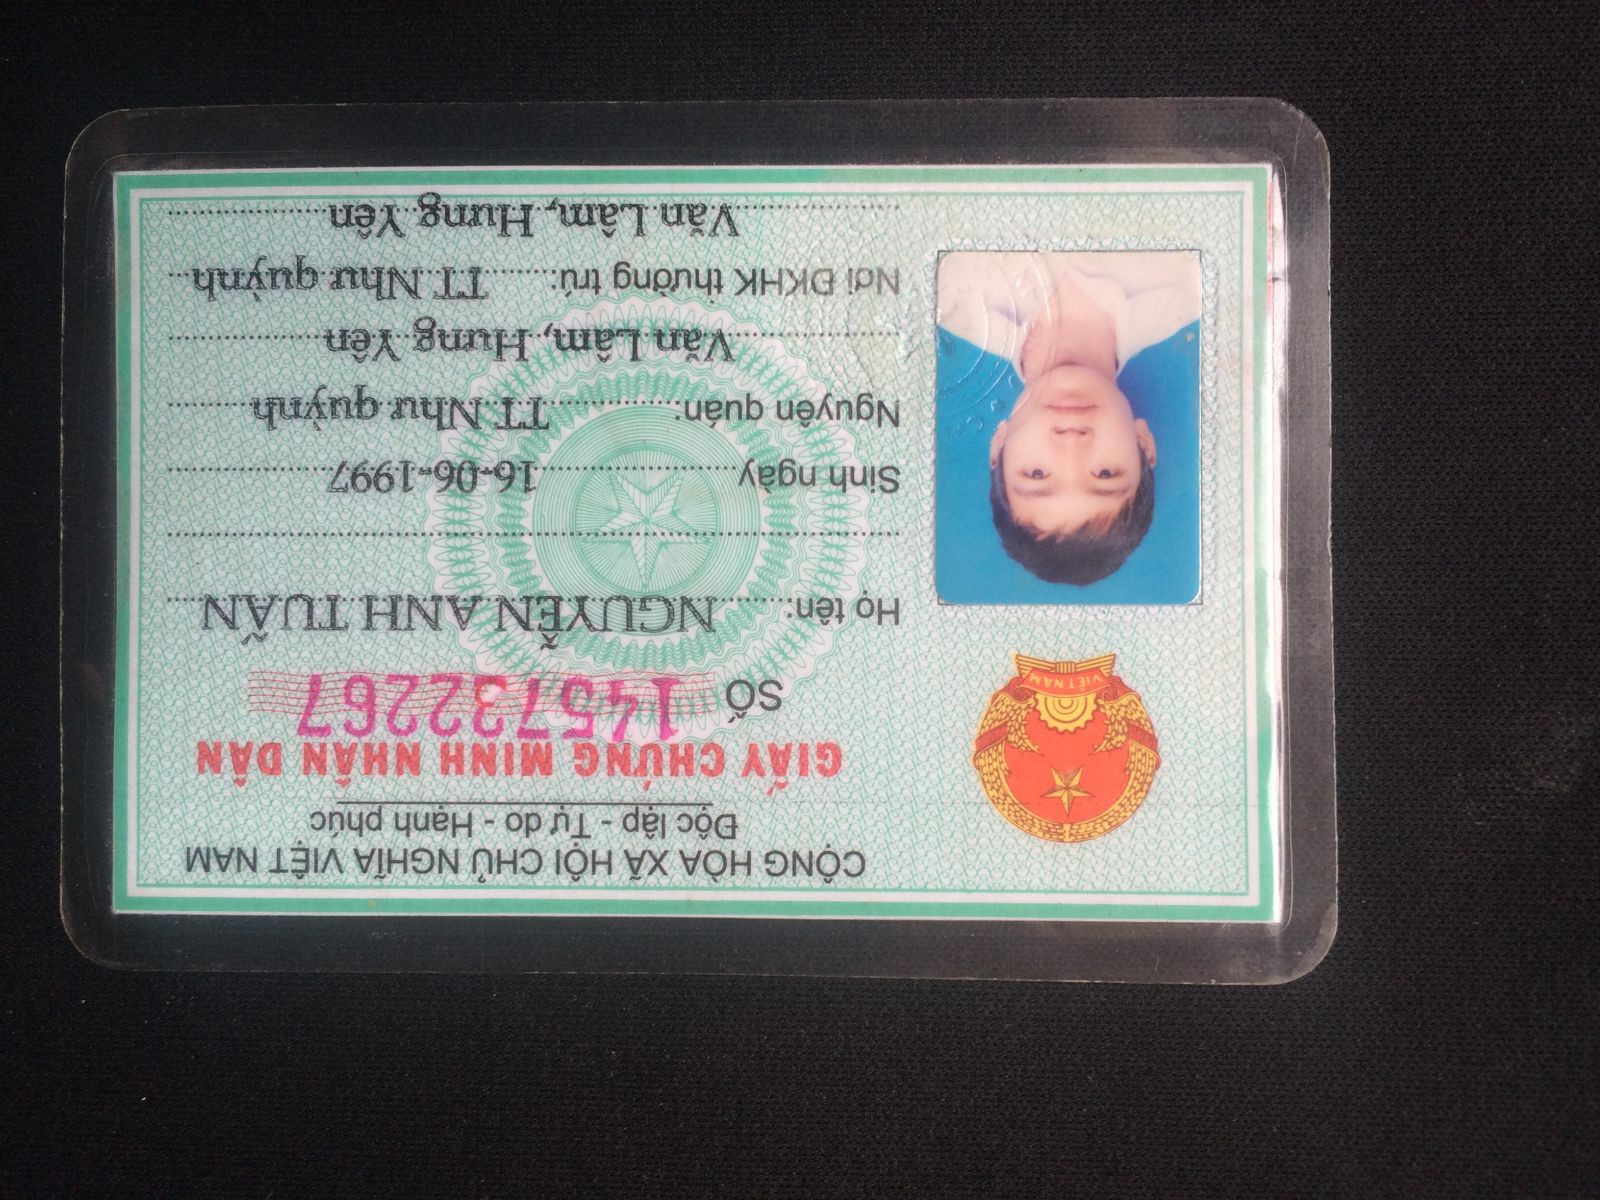 CỘNG HÒA XÃ HỘI CHỦ NGHĨA VIỆT NAM
Độc lập - Tự do - Hạnh phúc
GIẤY CHỨNG MINH NHÂN DÂN
SỐ 145732267
Họ tên: NGUYỄN ANH TUẤN
Sinh ngày 16-06-1997
Nguyên quán: TT Như quỳnh
Văn Lâm, Hưng Yên
Nơi ĐKHK thường trú: TT Như quỳnh
Văn Lâm, Hưng Yên
VIỆT NAM